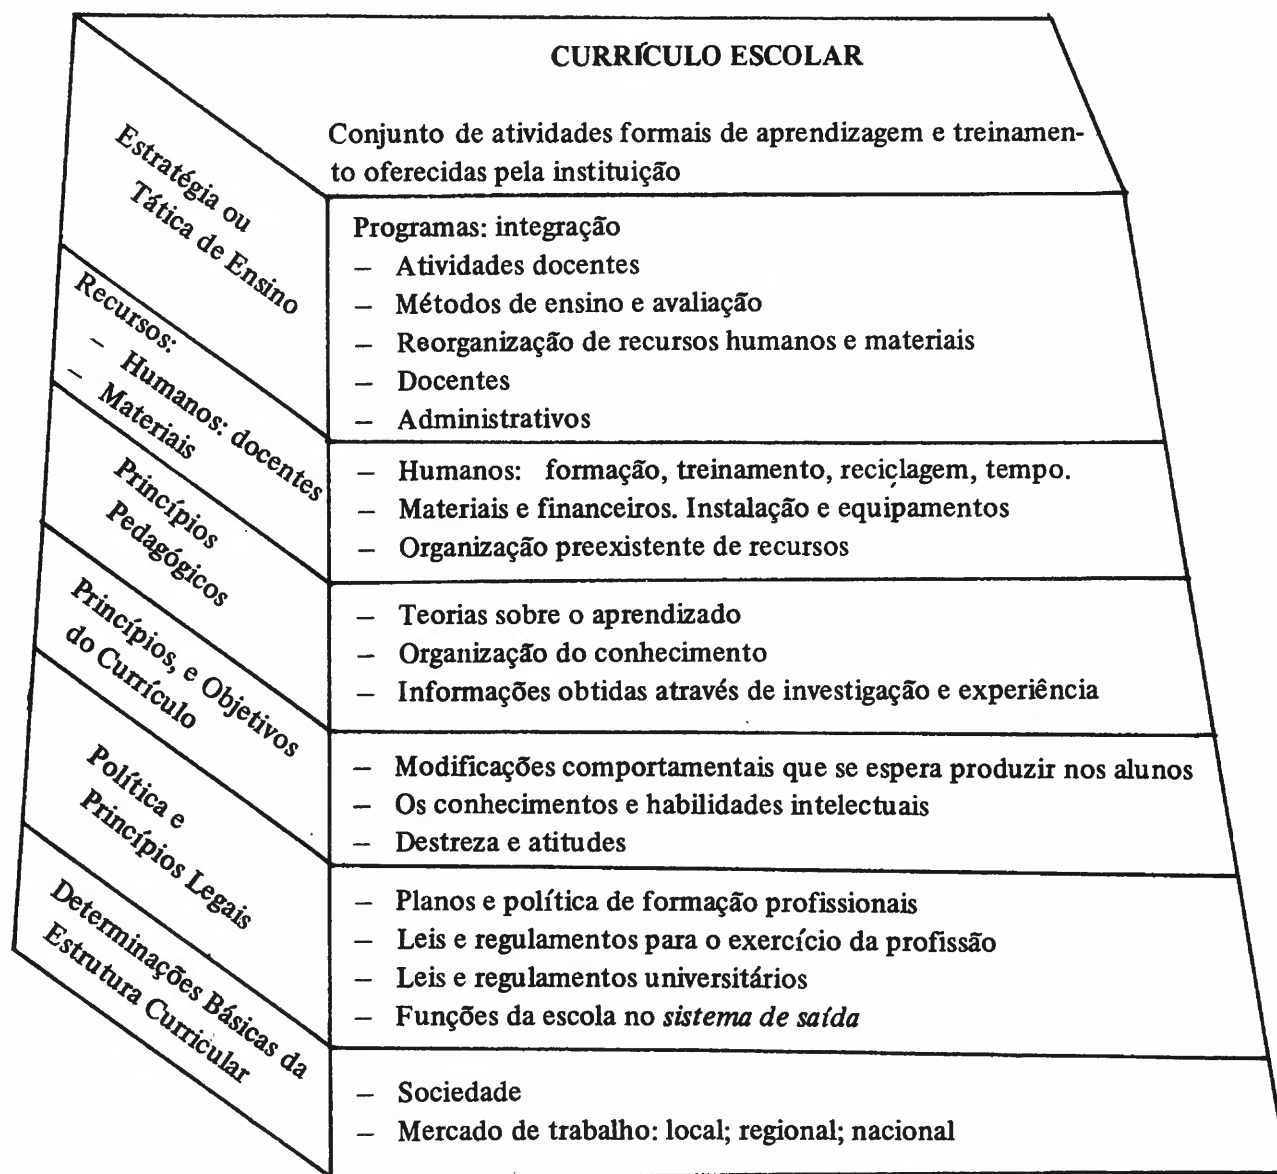 CURRÍCULO ESCOLAR
Conjunto de atividades formais de aprendizagem e treinamen-
to oferecidas pela instituição
Estratégia ou
Tática de Ensino
Programas: integração
– Atividades docentes
– Métodos de ensino e avaliação
– Reorganização de recursos humanos e materiais
– Docentes
– Administrativos
Recursos:
– Humanos: docentes
– Materiais
– Humanos: formação, treinamento, reciclagem, tempo.
– Materiais e financeiros. Instalação e equipamentos
– Organização preexistente de recursos
Princípios
Pedagógicos
– Teorias sobre o aprendizado
– Organização do conhecimento
– Informações obtidas através de investigação e experiência
Princípios, e Objetivos
do Currículo
– Modificações comportamentais que se espera produzir nos alunos
– Os conhecimentos e habilidades intelectuais
– Destreza e atitudes
Política e
Princípios Legais
– Planos e política de formação profissionais
– Leis e regulamentos para o exercício da profissão
– Leis e regulamentos universitários
– Funções da escola no sistema de saída
Determinações Básicas da
Estrutura Curricular
– Sociedade
– Mercado de trabalho: local; regional; nacional